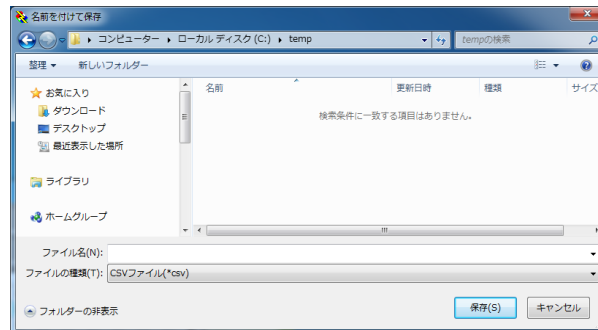 名前を付けて保存
コンピューター ▸ ローカル ディスク (C:) ▸ temp
tempの検索
整理 新しいフォルダー
名前 更新日時 種類 サイズ
検索条件に一致する項目はありません。
お気に入り
ダウンロード
デスクトップ
最近表示した場所
ライブラリ
ホームグループ
ファイル名(N):
ファイルの種類(T): CSVファイル(*csv)
フォルダーの非表示
保存(S) キャンセル